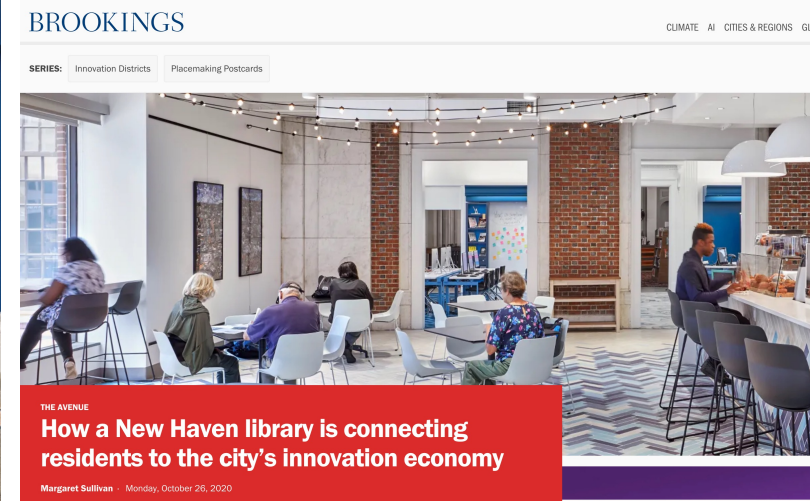 BROOKINGS
CLIMATE AI CITIES & REGIONS
SERIES: Innovation Districts Placemaking Postcards
THE AVENUE
How a New Haven library is connecting
residents to the city's innovation economy
Margaret Sullivan · Monday, October 26, 2020